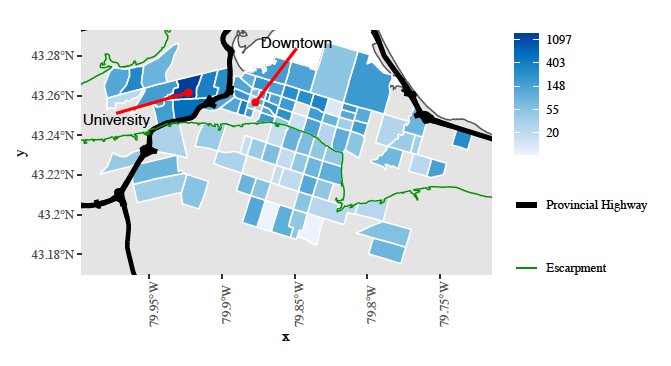 43.28°N
43.26°N
43.24°N
43.22°N
43.2°N
43.18°N
y
Downtown
University
79.95°W
79.9°W
79.85°W
79.8°W
79.75°W
x
1097
403
148
55
20
Provincial Highway
Escarpment